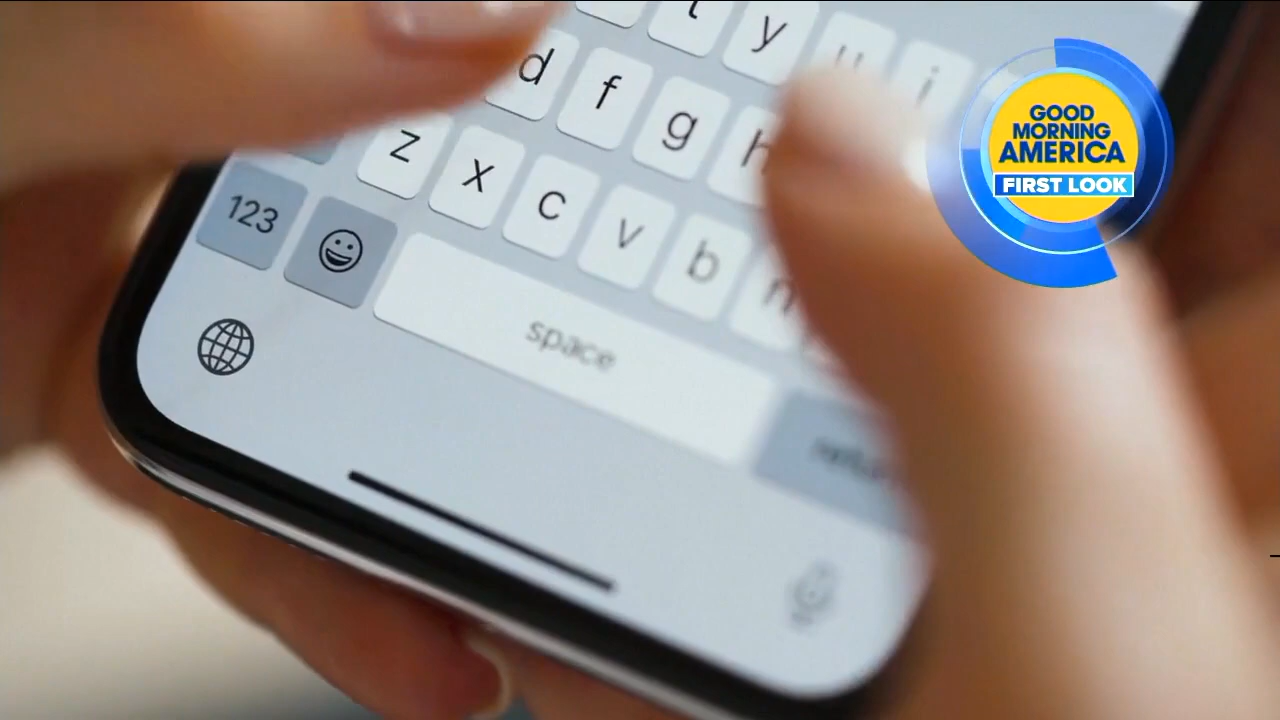 t y u i
d f g h
z x c v b n
123
space
GOOD
MORNING
AMERICA
FIRST LOOK